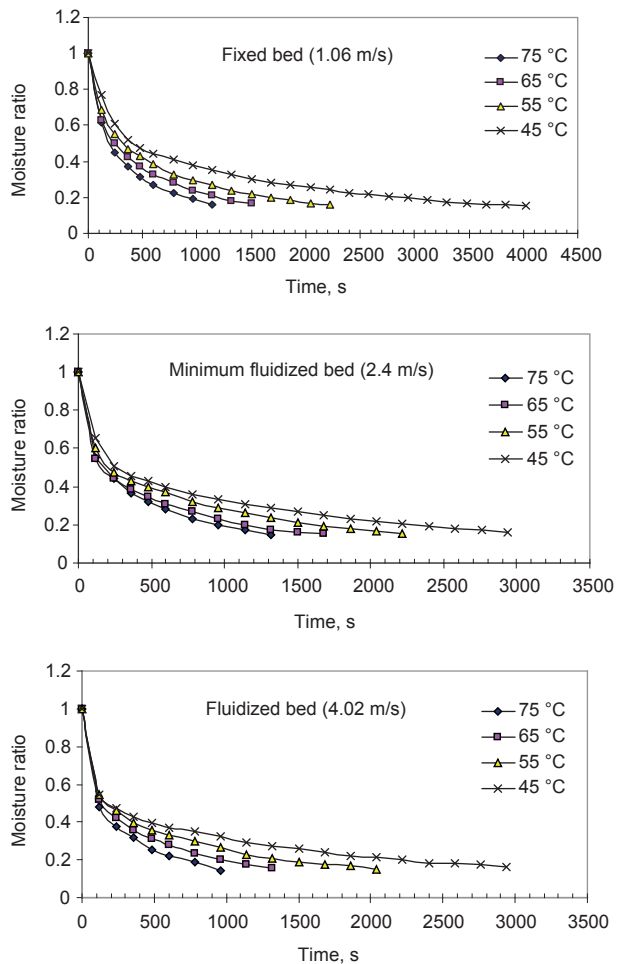 1.2
Fixed bed (1.06 m/s)
75 °C
1
65 °C
0.8
55 °C
0.6
45 °C
0.4
0.2
0
Moisture ratio
0 500 1000 1500 2000 2500 3000 3500 4000 4500
Time, s
1.2
Minimum fluidized bed (2.4 m/s)
75 °C
1
65 °C
0.8
55 °C
0.6
45 °C
0.4
0.2
0
Moisture ratio
0 500 1000 1500 2000 2500 3000 3500
Time, s
1.2
Fluidized bed (4.02 m/s)
75 °C
1
65 °C
0.8
55 °C
0.6
45 °C
0.4
0.2
0
Moisture ratio
0 500 1000 1500 2000 2500 3000 3500
Time, s